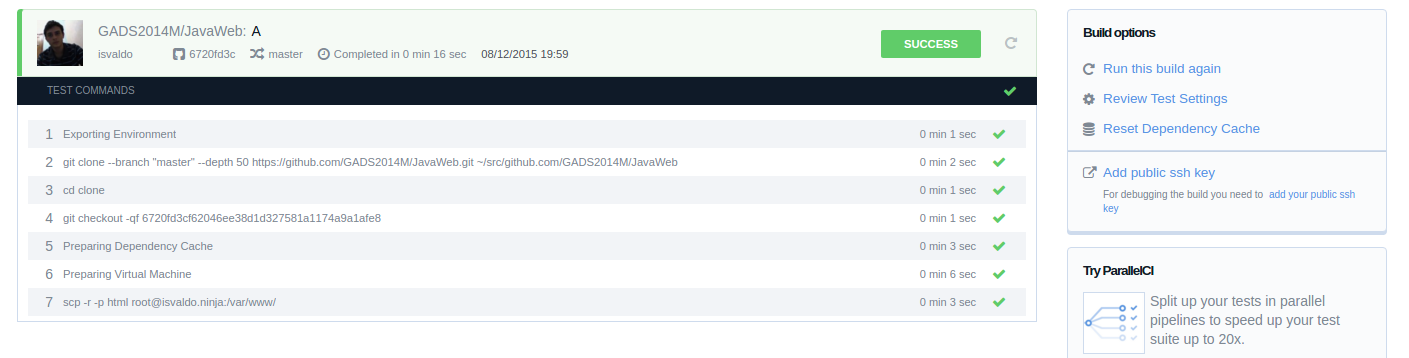 GADS2014M/JavaWeb: A
isvaldo 6720fd3c master Completed in 0 min 16 sec 08/12/2015 19:59
SUCCESS
TEST COMMANDS
1 Exporting Environment 0 min 1 sec
2 git clone --branch "master" --depth 50 https://github.com/GADS2014M/JavaWeb.git ~/src/github.com/GADS2014M/JavaWeb 0 min 2 sec
3 cd clone 0 min 1 sec
4 git checkout -qf 6720fd3cf62046ee38d1d327581a1174a9a1afe8 0 min 1 sec
5 Preparing Dependency Cache 0 min 3 sec
6 Preparing Virtual Machine 0 min 6 sec
7 scp -r -p html root@isvaldo.ninja:/var/www/ 0 min 3 sec
Build options
Run this build again
Review Test Settings
Reset Dependency Cache
Add public ssh key
For debugging the build you need to add your public ssh
key
Try ParallelCI
Split up your tests in parallel
pipelines to speed up your test
suite up to 20x.